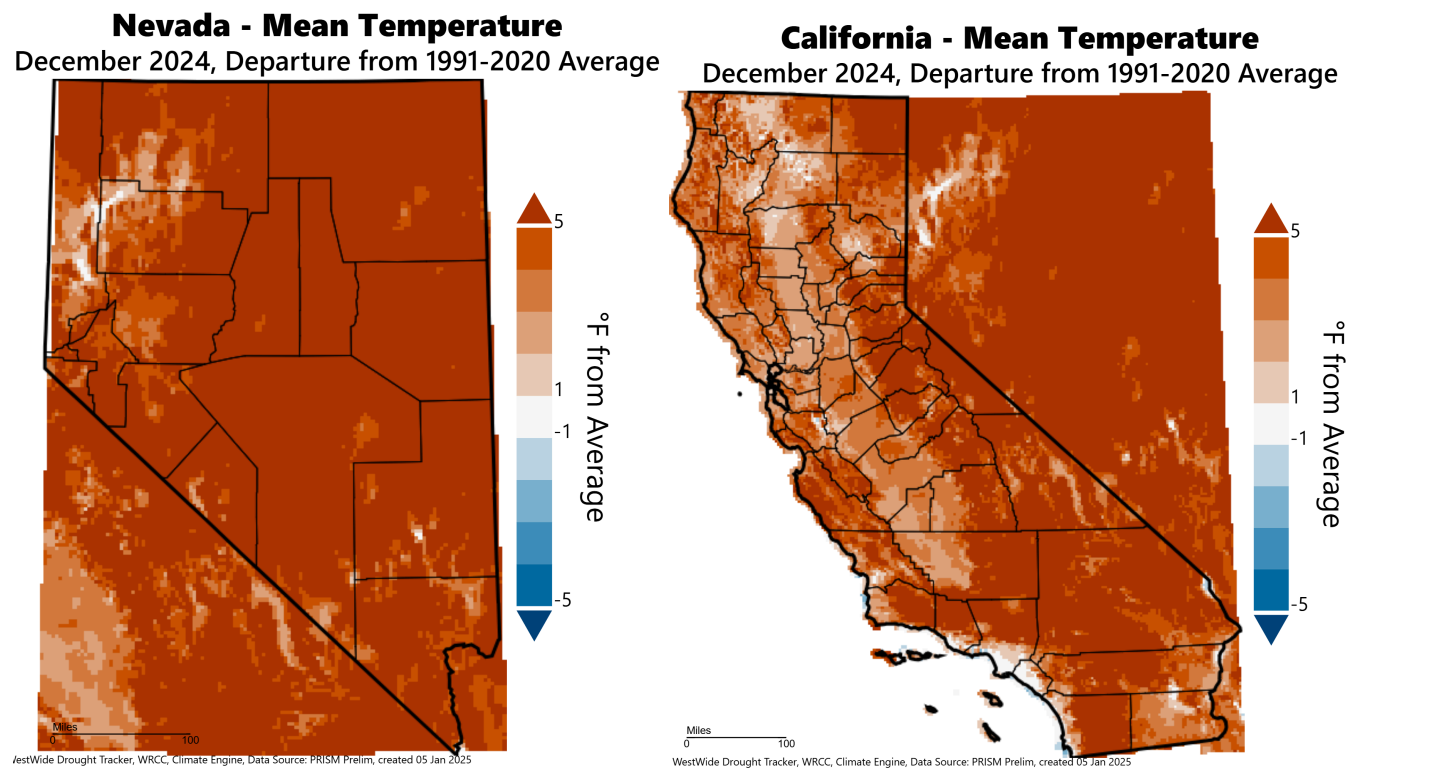 Nevada - Mean Temperature
December 2024, Departure from 1991-2020 Average
5
1
-1
-5
°F from Average
Miles
0 100
/estWide Drought Tracker, WRCC, Climate Engine, Data Source: PRISM Prelim, created 05 Jan 2025
California - Mean Temperature
December 2024, Departure from 1991-2020 Average
5
1
-1
-5
°F from Average
Miles
0 100
WestWide Drought Tracker, WRCC, Climate Engine, Data Source: PRISM Prelim, created 05 Jan 2025